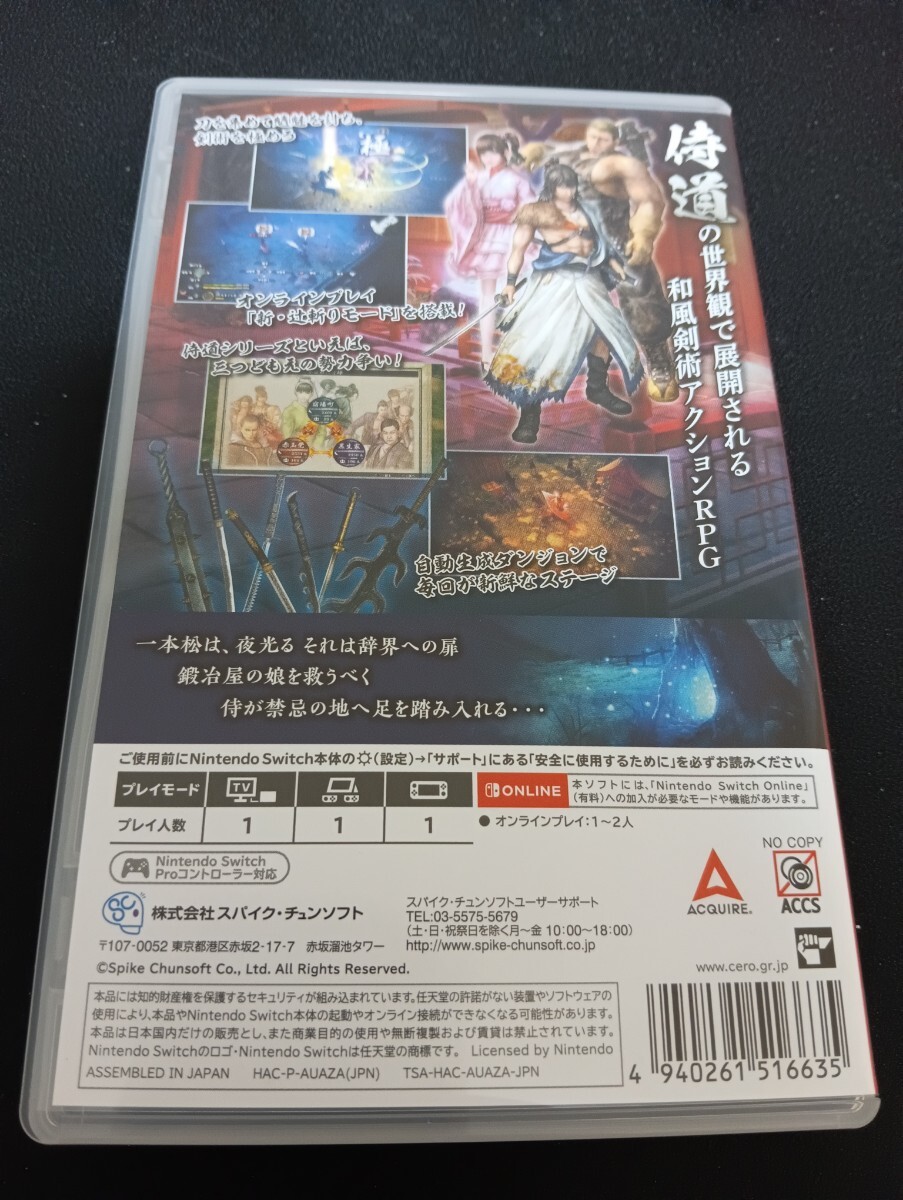 侍道の世界観で展開される
和風剣術アクションRPG
刀を集めて鍛錬を行い、
剣術を極めろ
極
オンラインプレイ
「新・辻斬りモード」を搭載!
侍道シリーズといえば、
三つどもえの勢力争い!
宿場町
赤玉党
黒生家
自動生成ダンジョンで
毎回が新鮮なステージ
一本松は、夜光る それは辞界への扉
鍛冶屋の娘を救うべく
侍が禁忌の地へ足を踏み入れる・・・
ご使用前にNintendo Switch本体の(設定)→「サポート」にある「安全に使用するために」を必ずお読みください。
プレイモード TV
プレイ人数 1 1 1
ONLINE 本ソフトには、「Nintendo Switch Online」
(有料)への加入が必要なモードや機能があります。
● オンラインプレイ:1〜2人
Nintendo Switch
Proコントローラー対応
NO COPY
ACCS
ACQUIRE.
株式会社スパイク・チュンソフト
〒107-0052 東京都港区赤坂2-17-7 赤坂溜池タワー
©Spike Chunsoft Co., Ltd. All Rights Reserved.
スパイク・チュンソフトユーザーサポート
TEL:03-5575-5679
(土・日・祝祭日を除く月〜金 10:00〜18:00)
http://www.spike-chunsoft.co.jp
www.cero.gr.jp
本品には知的財産権を保護するセキュリティが組み込まれています。任天堂の許諾がない装置やソフトウェアの
使用により、本品やNintendo Switch本体の起動やオンライン接続ができなくなる可能性があります。
本品は日本国内だけの販売とし、また商業目的の使用や無断複製および賃貸は禁止されています。
Nintendo Switchのロゴ・Nintendo Switchは任天堂の商標です。 Licensed by Nintendo
ASSEMBLED IN JAPAN HAC-P-AUAZA(JPN) TSA-HAC-AUAZA-JPN
4 940261 516635